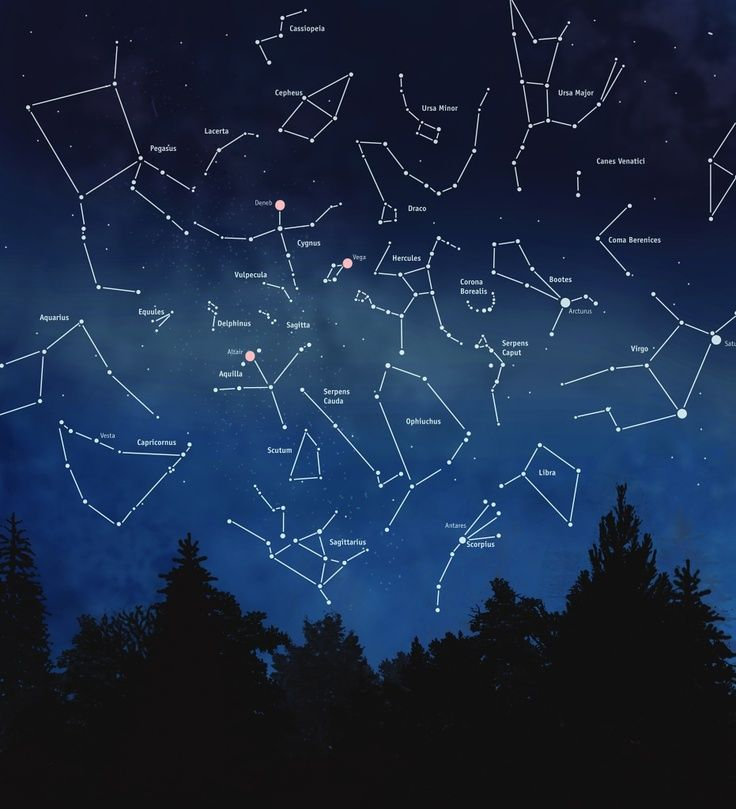 Cassiopeia
Cepheus
Ursa Minor
Ursa Major
Lacerta
Pegasus
Canes Venatici
Deneb
Draco
Cygnus
Coma Berenices
Vega
Hercules
Vulpecula
Corona
Borealis
Bootes
Arcturus
Aquarius
Equules
Delphinus
Sagitta
Serpens
Caput
Virgo
Satu
Altair
Aquilla
Serpens
Cauda
Ophiuchus
Vesta
Capricornus
Scutum
Libra
Antares
Scorpius
Sagittarius